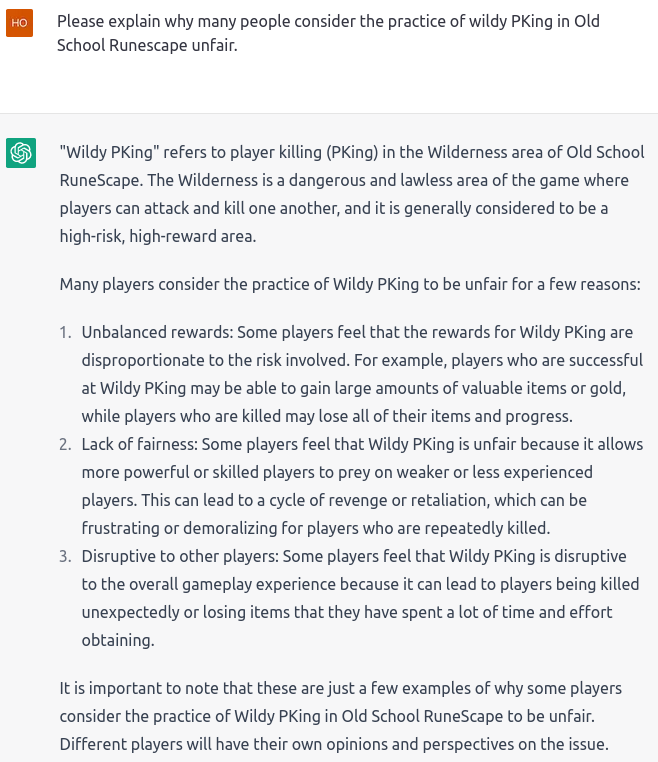 HO
Please explain why many people consider the practice of wildy PKing in Old
School Runescape unfair.
"Wildy PKing" refers to player killing (PKing) in the Wilderness area of Old School
RuneScape. The Wilderness is a dangerous and lawless area of the game where
players can attack and kill one another, and it is generally considered to be a
high-risk, high-reward area.
Many players consider the practice of Wildy PKing to be unfair for a few reasons:
1. Unbalanced rewards: Some players feel that the rewards for Wildy PKing are
disproportionate to the risk involved. For example, players who are successful
at Wildy PKing may be able to gain large amounts of valuable items or gold,
while players who are killed may lose all of their items and progress.
2. Lack of fairness: Some players feel that Wildy PKing is unfair because it allows
more powerful or skilled players to prey on weaker or less experienced
players. This can lead to a cycle of revenge or retaliation, which can be
frustrating or demoralizing for players who are repeatedly killed.
3. Disruptive to other players: Some players feel that Wildy PKing is disruptive
to the overall gameplay experience because it can lead to players being killed
unexpectedly or losing items that they have spent a lot of time and effort
obtaining.
It is important to note that these are just a few examples of why some players
consider the practice of Wildy PKing in Old School RuneScape to be unfair.
Different players will have their own opinions and perspectives on the issue.